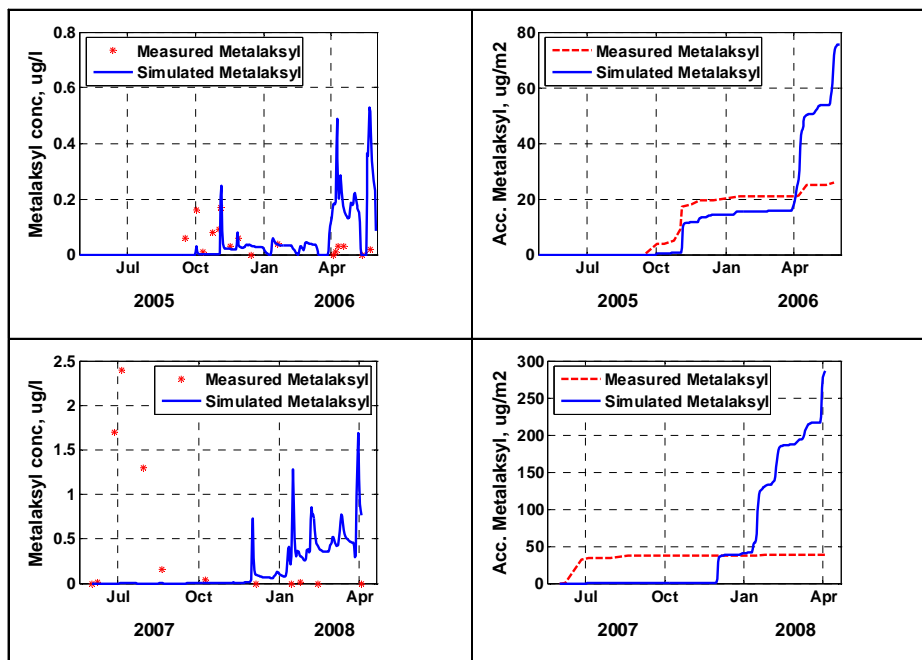 Metalaksyl conc, ug/l
0.8
0.6
0.4
0.2
0
Measured Metalaksyl
Simulated Metalaksyl
Jul
Oct
Jan
Apr
2005
2006
Acc. Metalaksyl, ug/m2
80
60
40
20
0
Measured Metalaksyl
Simulated Metalaksyl
Jul
Oct
Jan
Apr
2005
2006
Metalaksyl conc, ug/l
2.5
2
1.5
1
0.5
0
Measured Metalaksyl
Simulated Metalaksyl
Jul
Oct
Jan
Apr
2007
2008
Acc. Metalaksyl, ug/m2
300
250
200
150
100
50
0
Measured Metalaksyl
Simulated Metalaksyl
Jul
Oct
Jan
Apr
2007
2008